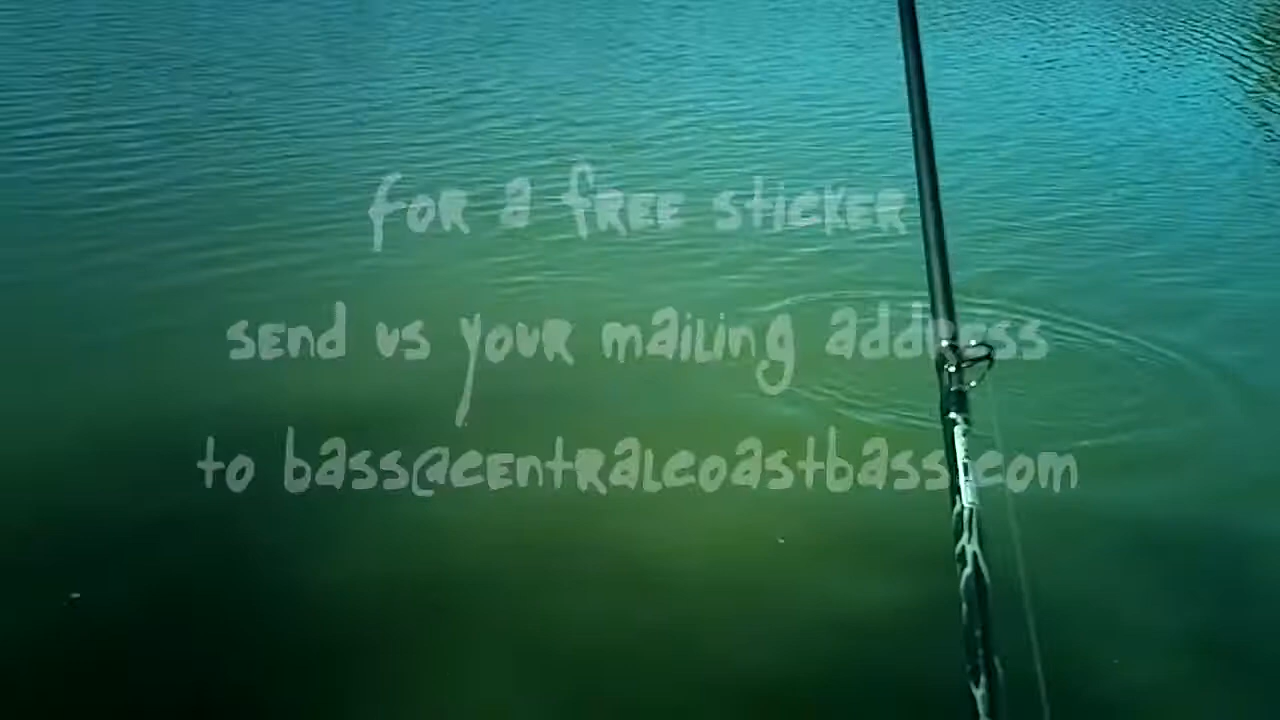 for a free sticker
send us your mailing address
to bass@centralcoastbass.com